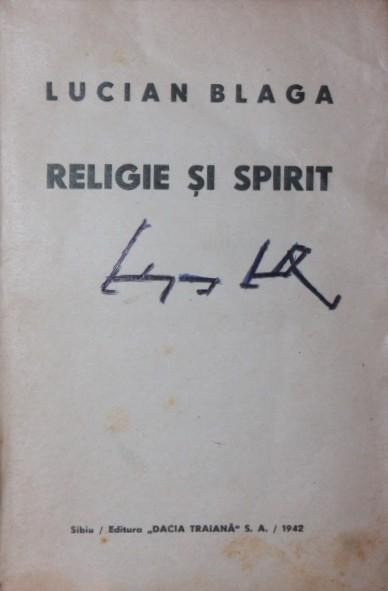 LUCIAN BLAGA
RELIGIE ȘI SPIRIT
Sibiu / Editura „DACIA TRAIANĂ" S. A. / 1942